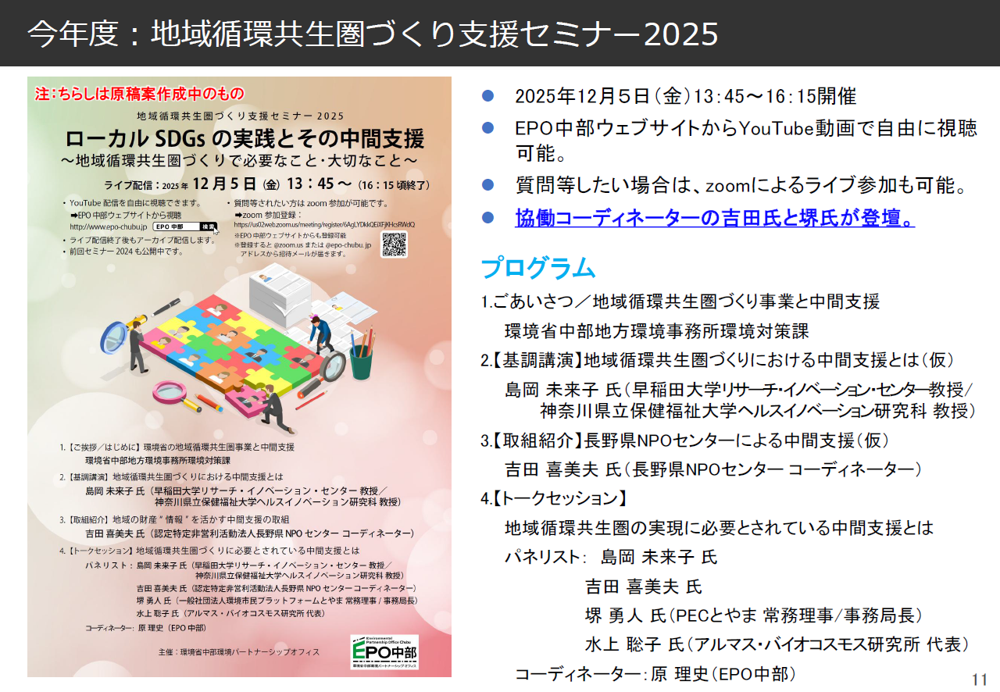 今年度：地域循環共生圏づくり支援セミナー2025
注：ちらしは原稿案作成中のもの
地域循環共生圏づくり支援セミナー2025
ローカル SDGs の実践とその中間支援
～地域循環共生圏づくりで必要なこと・大切なこと～
ライブ配信：2025年 12月5日（金）13：45～（16：15頃終了）
・YouTube 配信を自由に視聴できます。
➡EPO 中部ウェブサイトから視聴
http://www.epo-chubu.jp EPO 中部 検索
・ライブ配信終了後もアーカイブ配信します。
・前回セミナー 2024 も公開中です。
・質問等されたい方は zoom 参加が可能です。
➡zoom 参加登録：
https://us02web.zoom.us/meeting/register/6AgLYDkkQEiXFjKHcsRWdQ
※EPO 中部ウェブサイトからも登録可能
※登録すると @zoom.us または @epo-chubu.jp
アドレスから招待メールが届きます。
1.【ご挨拶／はじめに】環境省の地域循環共生圏事業と中間支援
環境省中部地方環境事務所環境対策課
2.【基調講演】地域循環共生圏づくりにおける中間支援とは
島岡 未来子 氏（早稲田大学リサーチ・イノベーション・センター 教授／
神奈川県立保健福祉大学ヘルスイノベーション研究科 教授）
3.【取組紹介】地域の財産 " 情報 " を活かす中間支援の取組
吉田 喜美夫 氏（認定特定非営利活動法人長野県 NPO センター コーディネーター）
4.【トークセッション】地域循環共生圏づくりに必要とされている中間支援とは
パネリスト：島岡 未来子 氏（早稲田大学リサーチ・イノベーション・センター 教授／
神奈川県立保健福祉大学ヘルスイノベーション研究科 教授）
吉田 喜美夫 氏（認定特定非営利活動法人長野県 NPO センター コーディネーター）
堺 勇人 氏（一般社団法人環境市民プラットフォームとやま 常務理事 / 事務局長）
水上 聡子 氏（アルマス・バイオコスモス研究所 代表）
コーディネーター：原 理史（EPO 中部）
主催：環境省中部環境パートナーシップオフィス
Environmental
Partnership Office Chubu
EPO中部
環境省中部環境パートナーシップオフィス
● 2025年12月５日（金）13：45～16：15開催
● EPO中部ウェブサイトからYouTube動画で自由に視聴
可能。
● 質問等したい場合は、zoomによるライブ参加も可能。
● 協働コーディネーターの吉田氏と堺氏が登壇。
プログラム
1.ごあいさつ／地域循環共生圏づくり事業と中間支援
環境省中部地方環境事務所環境対策課
2.【基調講演】地域循環共生圏づくりにおける中間支援とは（仮）
島岡 未来子 氏（早稲田大学リサーチ・イノベーション・センター教授/
神奈川県立保健福祉大学ヘルスイノベーション研究科 教授）
3.【取組紹介】長野県NPOセンターによる中間支援（仮）
吉田 喜美夫 氏（長野県NPOセンター コーディネーター）
4.【トークセッション】
地域循環共生圏の実現に必要とされている中間支援とは
パネリスト： 島岡 未来子 氏
吉田 喜美夫 氏
堺 勇人 氏（PECとやま 常務理事/事務局長）
水上 聡子 氏（アルマス・バイオコスモス研究所 代表）
コーディネーター：原 理史（EPO中部）
11